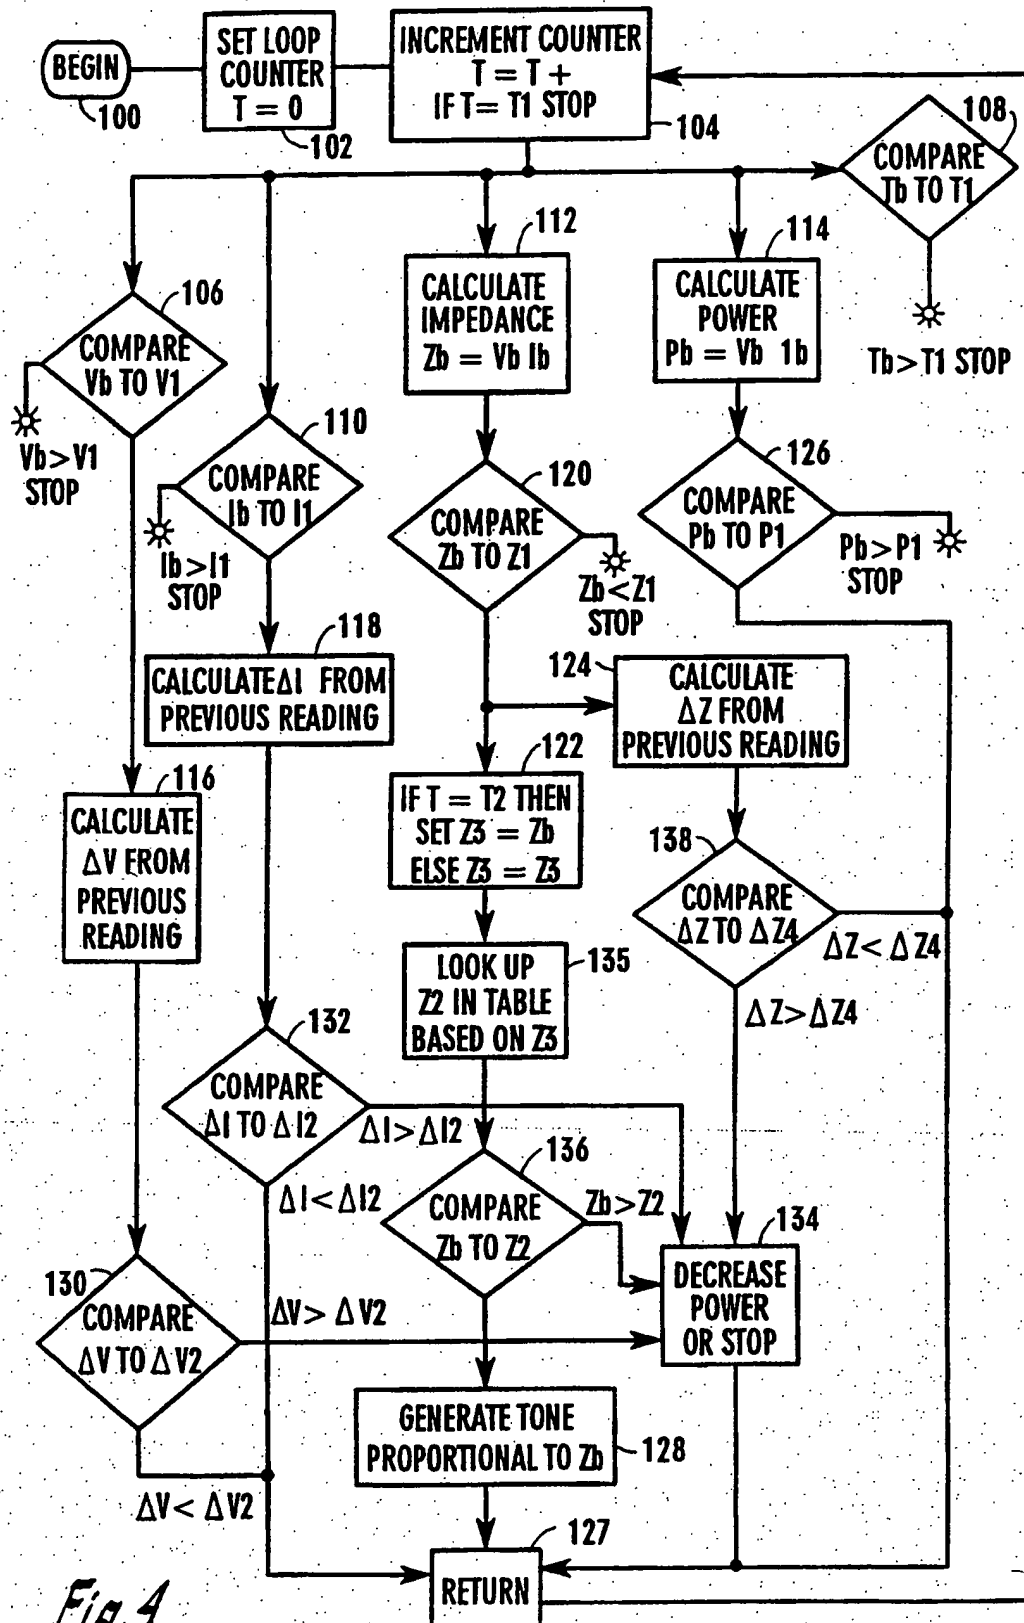 BEGIN
100
SET LOOP
COUNTER
T = 0
102
INCREMENT COUNTER
T = T +
IF T = T1 STOP
104
108
COMPARE
Tb TO T1
Tb > T1 STOP
106
COMPARE
Vb TO V1
Vb > V1
STOP
110
COMPARE
Ib TO I1
Ib > I1
STOP
112
CALCULATE
IMPEDANCE
Zb = Vb Ib
114
CALCULATE
POWER
Pb = Vb 1b
120
COMPARE
Zb TO Z1
Zb < Z1
STOP
126
COMPARE
Pb TO P1
Pb > P1
STOP
118
CALCULATE ΔI FROM
PREVIOUS READING
124
CALCULATE
ΔZ FROM
PREVIOUS READING
116
CALCULATE
ΔV FROM
PREVIOUS
READING
122
IF T = T2 THEN
SET Z3 = Zb
ELSE Z3 = Z3
138
COMPARE
ΔZ TO ΔZ4
ΔZ < ΔZ4
ΔZ > ΔZ4
135
LOOK UP
Z2 IN TABLE
BASED ON Z3
132
COMPARE
ΔI TO ΔI2
ΔI > ΔI2
ΔI < ΔI2
136
COMPARE
Zb TO Z2
Zb > Z2
134
DECREASE
POWER
OR STOP
130
COMPARE
ΔV TO ΔV2
ΔV > ΔV2
ΔV < ΔV2
GENERATE TONE
PROPORTIONAL TO Zb
128
127
RETURN
Fig. 4